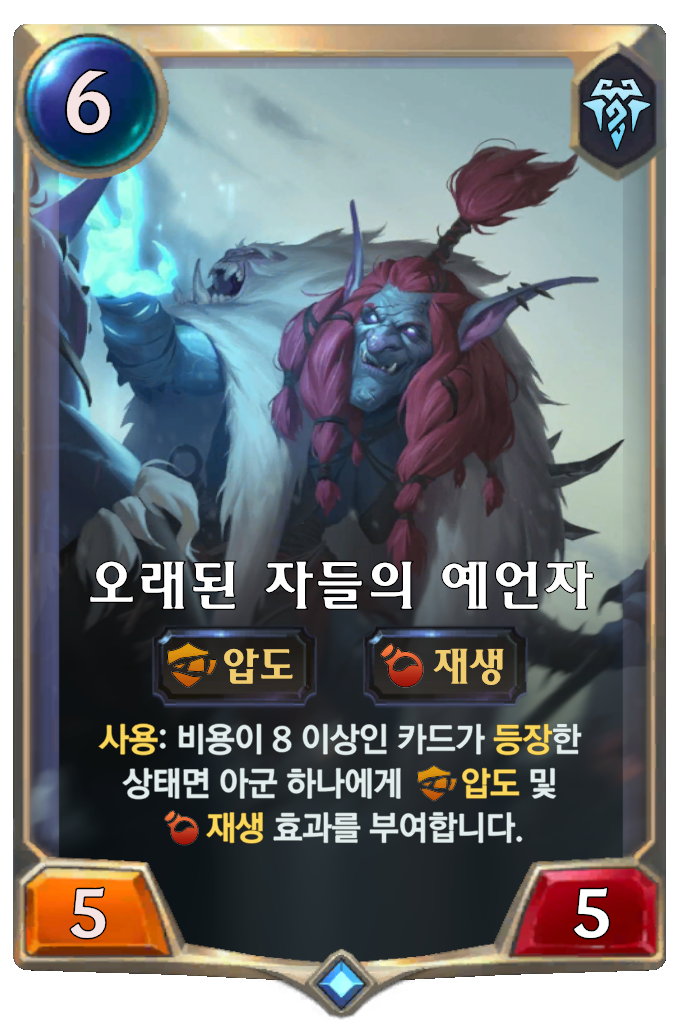 6
오래된 자들의 예언자
압도 재생
사용: 비용이 8 이상인 카드가 등장한
상태면 아군 하나에게 압도 및
재생 효과를 부여합니다.
5 5